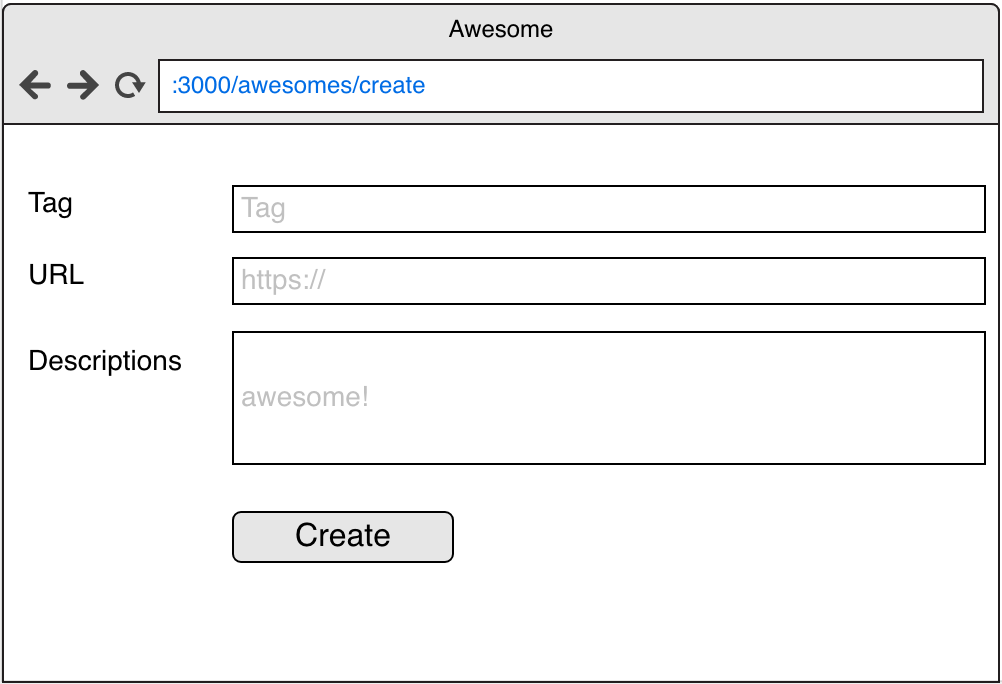 Awesome
:3000/awesomes/create
Tag
Tag
URL
https://
Descriptions
awesome!
Create